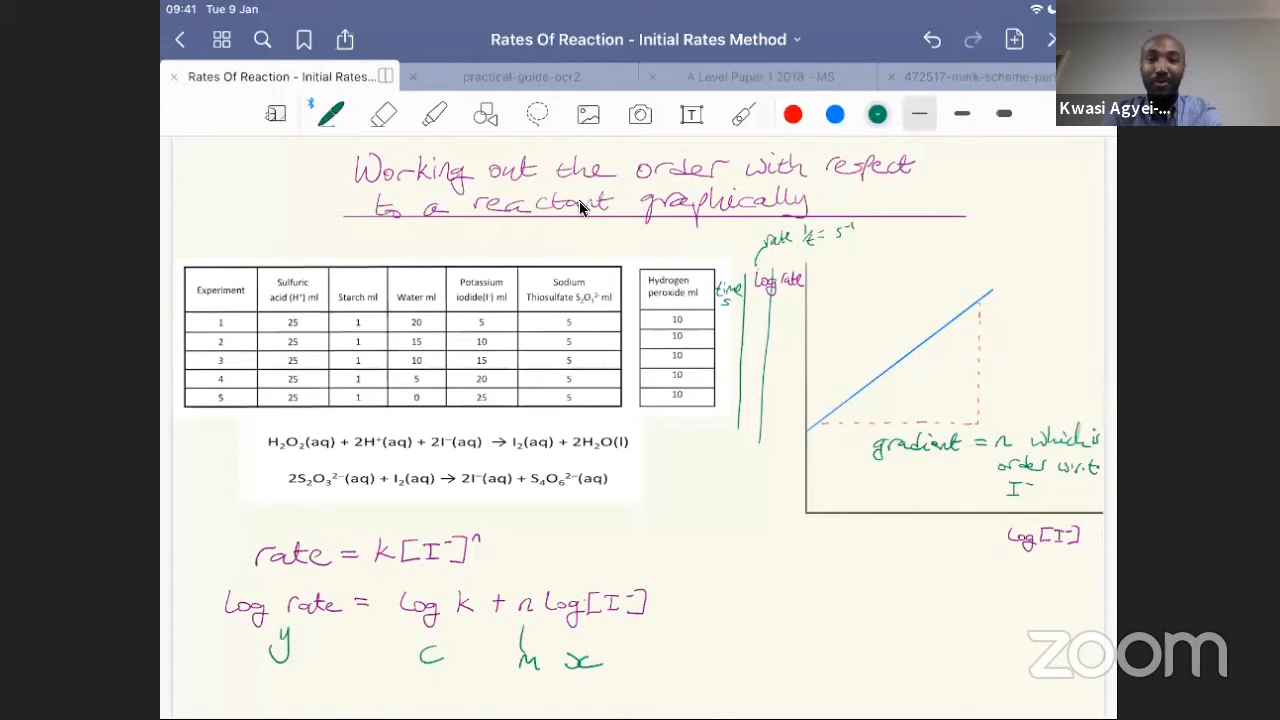 09:41 Tue 9 Jan
Rates Of Reaction - Initial Rates Method
Rates Of Reaction - Initial Rates...
practical-guide-ocr2
A Level Paper 1 2018 - MS
472517-mark-scheme-per
Kwasi Agyei-...
Working out the order with respect
to a reactant graphically
rate 1/t = s⁻¹
Experiment | Sulfuric acid (H⁺) ml | Starch ml | Water ml | Potassium iodide(I⁻) ml | Sodium Thiosulfate S₂O₃²⁻ ml | Hydrogen peroxide ml | time s | log rate
1 | 25 | 1 | 20 | 5 | 5 | 10
2 | 25 | 1 | 15 | 10 | 5 | 10
3 | 25 | 1 | 10 | 15 | 5 | 10
4 | 25 | 1 | 5 | 20 | 5 | 10
5 | 25 | 1 | 0 | 25 | 5 | 10
H₂O₂(aq) + 2H⁺(aq) + 2I⁻(aq) → I₂(aq) + 2H₂O(l)
2S₂O₃²⁻(aq) + I₂(aq) → 2I⁻(aq) + S₄O₆²⁻(aq)
gradient = n which is
order w.r.t
I⁻
log [I⁻]
rate = k[I⁻]ⁿ
log rate = log k + n log[I⁻]
y c m x
zoom